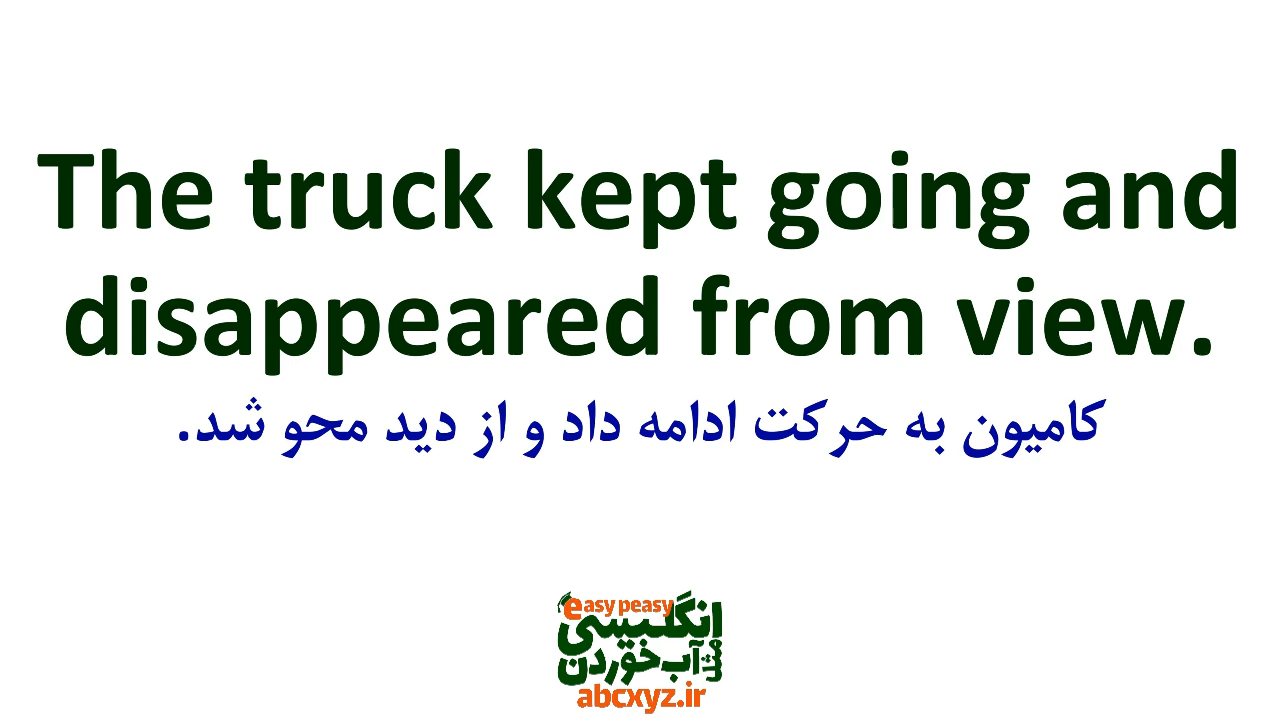 The truck kept going and
disappeared from view.
کامیون به حرکت ادامه داد و از دید محو شد.
easy peasy
انگلیسی
مثل آب خوردن
abcxyz.ir